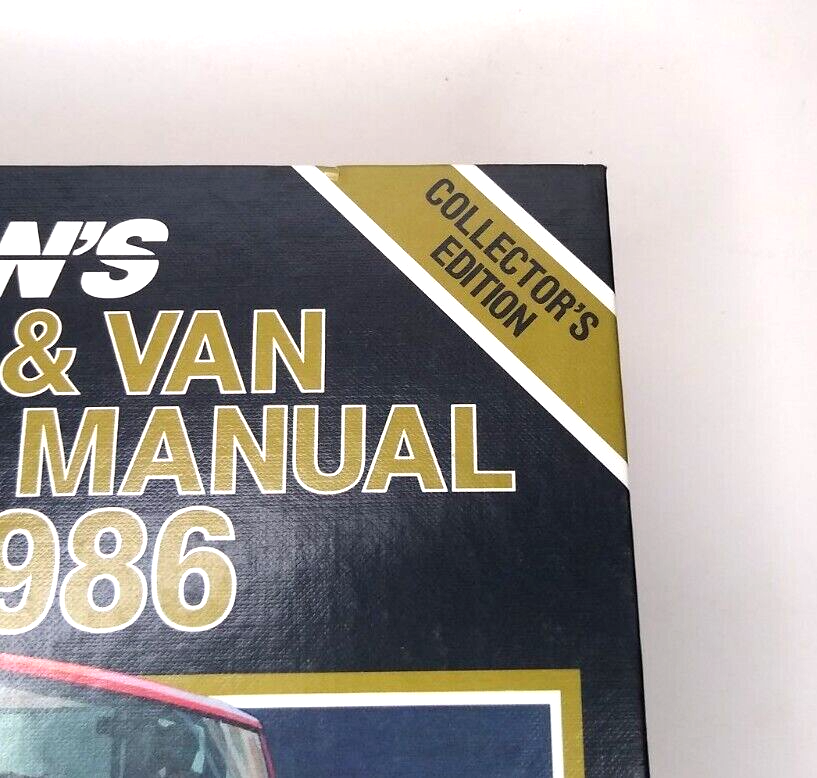 N'S
& VAN
MANUAL
986
COLLECTOR'S
EDITION